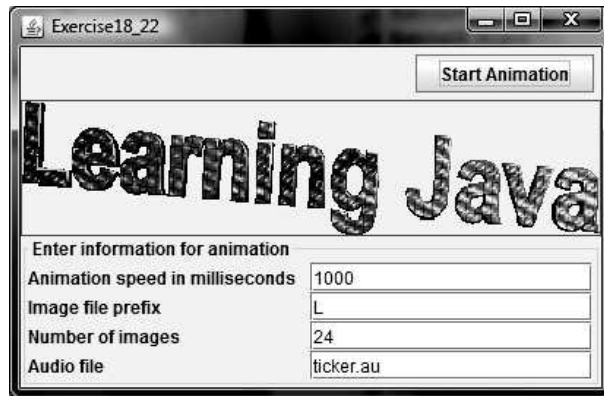 Exercise18_22
Start Animation
Learning Java
Enter information for animation
Animation speed in milliseconds 1000
Image file prefix L
Number of images 24
Audio file ticker.au